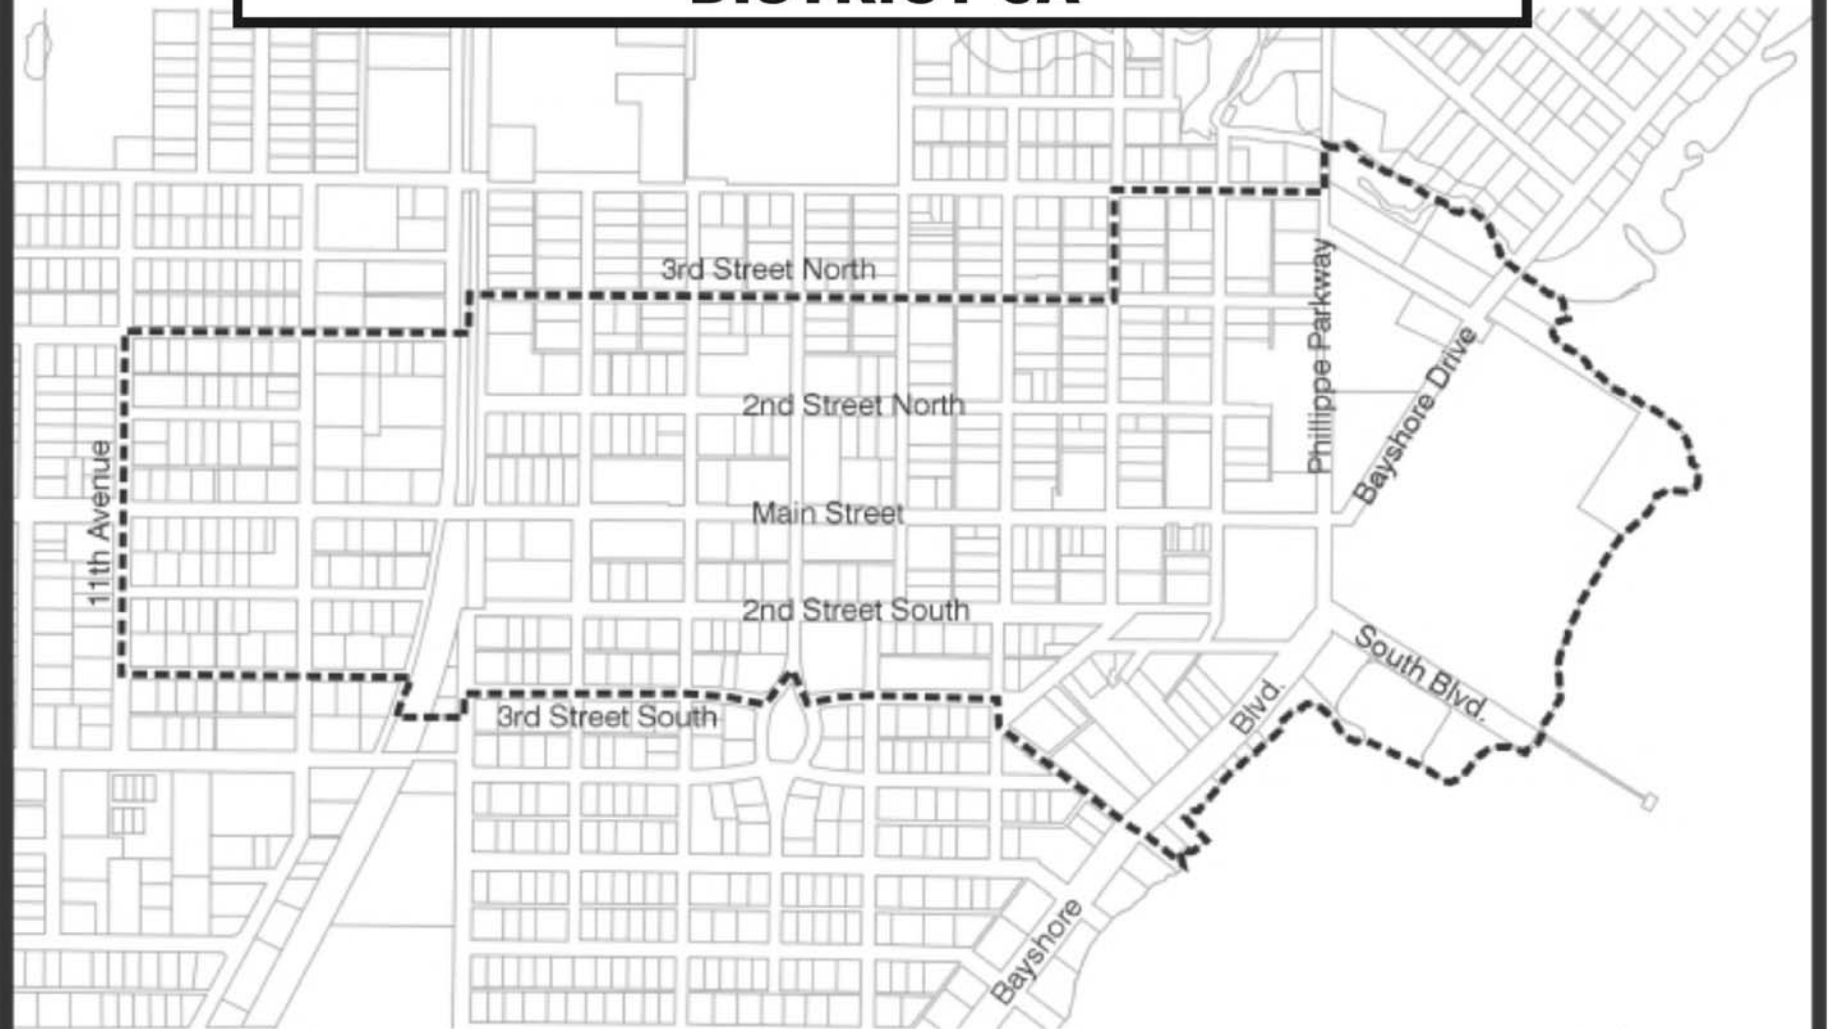 3rd Street North
2nd Street North
Phillippe Parkway
Bayshore Drive
11th Avenue
Main Street
2nd Street South
South Blvd.
3rd Street South
Blvd.
Bayshore